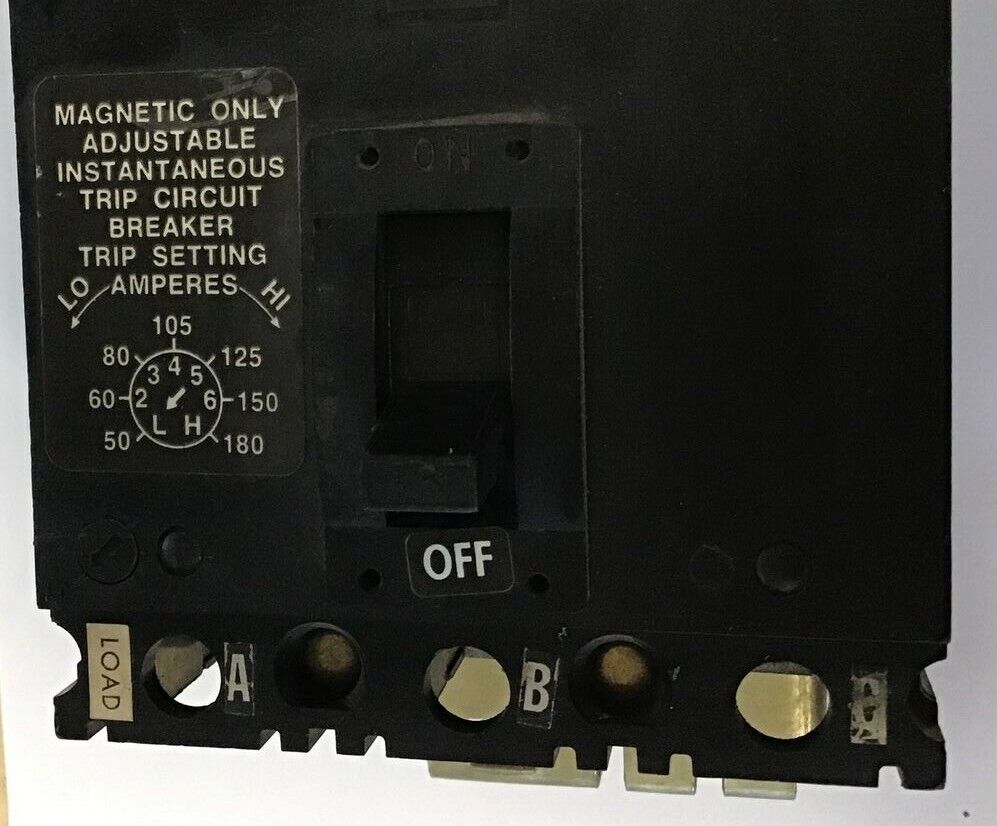 MAGNETIC ONLY
ADJUSTABLE
INSTANTANEOUS
TRIP CIRCUIT
BREAKER
TRIP SETTING
LO AMPERES HI
105
80 125
3 4 5
60 2 6 150
L H
50 180
ON
OFF
LOAD
A B